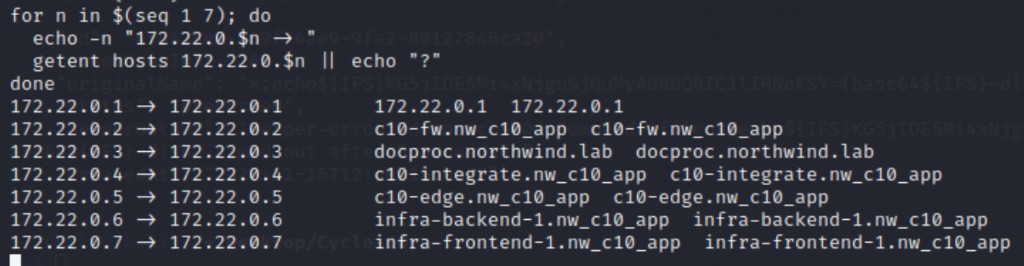 for n in $(seq 1 7); do
  echo -n "172.22.0.$n → "
  getent hosts 172.22.0.$n || echo "?"
done
172.22.0.1 → 172.22.0.1      172.22.0.1  172.22.0.1
172.22.0.2 → 172.22.0.2      c10-fw.nw_c10_app  c10-fw.nw_c10_app
172.22.0.3 → 172.22.0.3      docproc.northwind.lab  docproc.northwind.lab
172.22.0.4 → 172.22.0.4      c10-integrate.nw_c10_app  c10-integrate.nw_c10_app
172.22.0.5 → 172.22.0.5      c10-edge.nw_c10_app  c10-edge.nw_c10_app
172.22.0.6 → 172.22.0.6      infra-backend-1.nw_c10_app  infra-backend-1.nw_c10_app
172.22.0.7 → 172.22.0.7      infra-frontend-1.nw_c10_app  infra-frontend-1.nw_c10_app